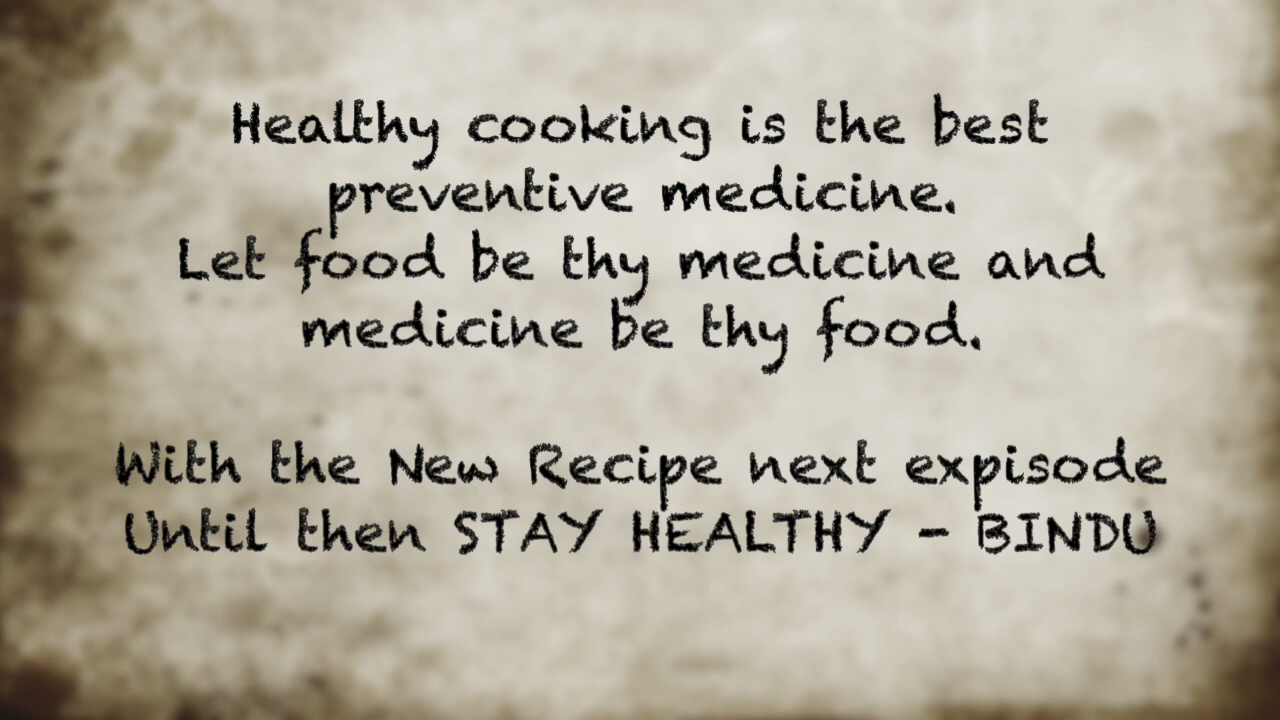 Healthy cooking is the best
preventive medicine.
Let food be thy medicine and
medicine be thy food.
With the New Recipe next expisode
Until then STAY HEALTHY - BINDU